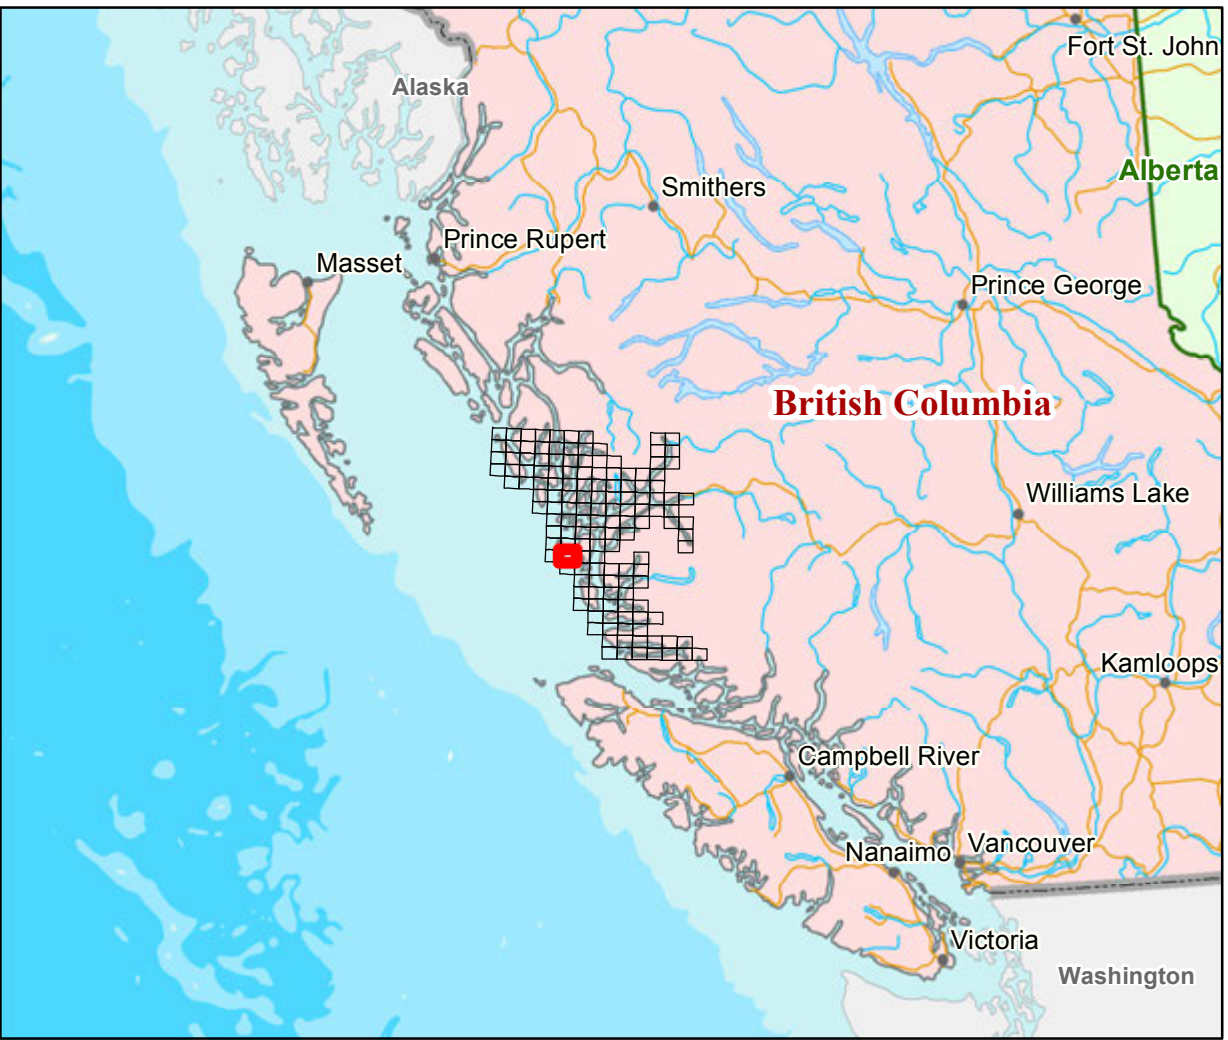 Fort St. John
Alaska
Alberta
Smithers
Prince Rupert
Masset
Prince George
British Columbia
Williams Lake
Kamloops
Campbell River
Vancouver
Nanaimo
Victoria
Washington